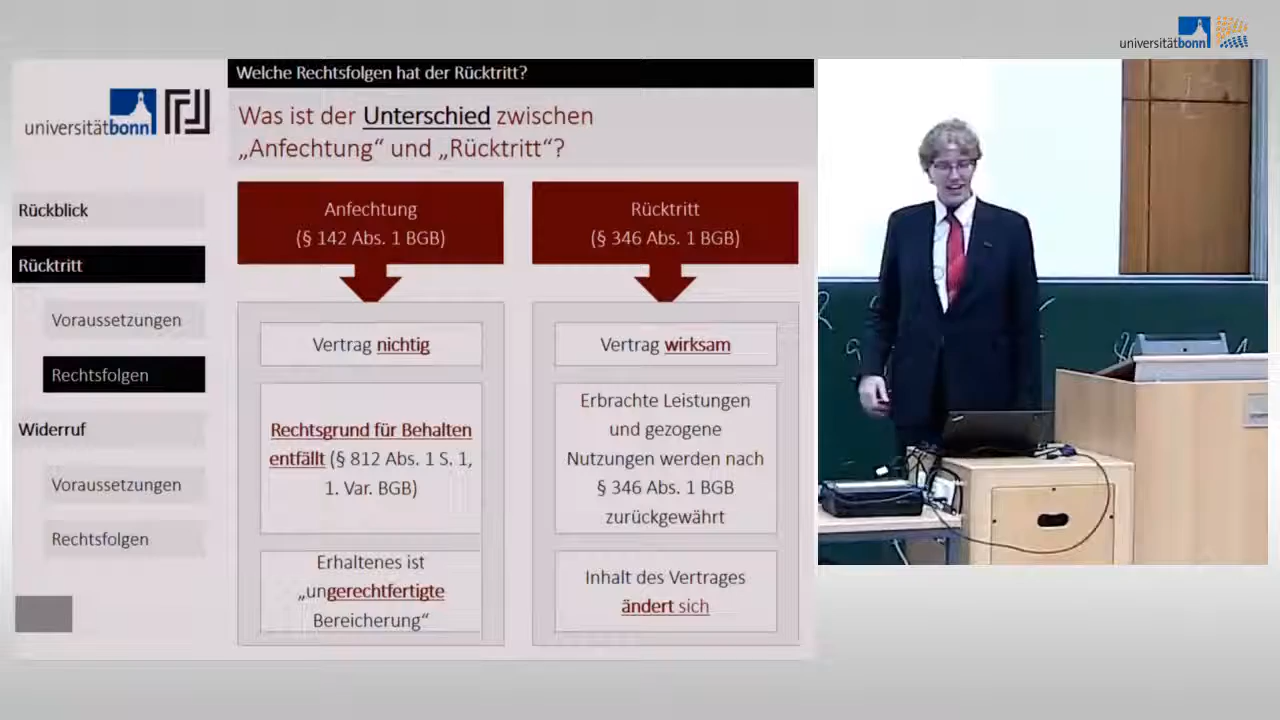 universitätbonn
Welche Rechtsfolgen hat der Rücktritt?
universitätbonn
Was ist der Unterschied zwischen
„Anfechtung“ und „Rücktritt“?
Rückblick
Rücktritt
Voraussetzungen
Rechtsfolgen
Widerruf
Voraussetzungen
Rechtsfolgen
Anfechtung
(§ 142 Abs. 1 BGB)
Vertrag nichtig
Rechtsgrund für Behalten
entfällt (§ 812 Abs. 1 S. 1,
1. Var. BGB)
Erhaltenes ist
„ungerechtfertigte
Bereicherung“
Rücktritt
(§ 346 Abs. 1 BGB)
Vertrag wirksam
Erbrachte Leistungen
und gezogene
Nutzungen werden nach
§ 346 Abs. 1 BGB
zurückgewährt
Inhalt des Vertrages
ändert sich